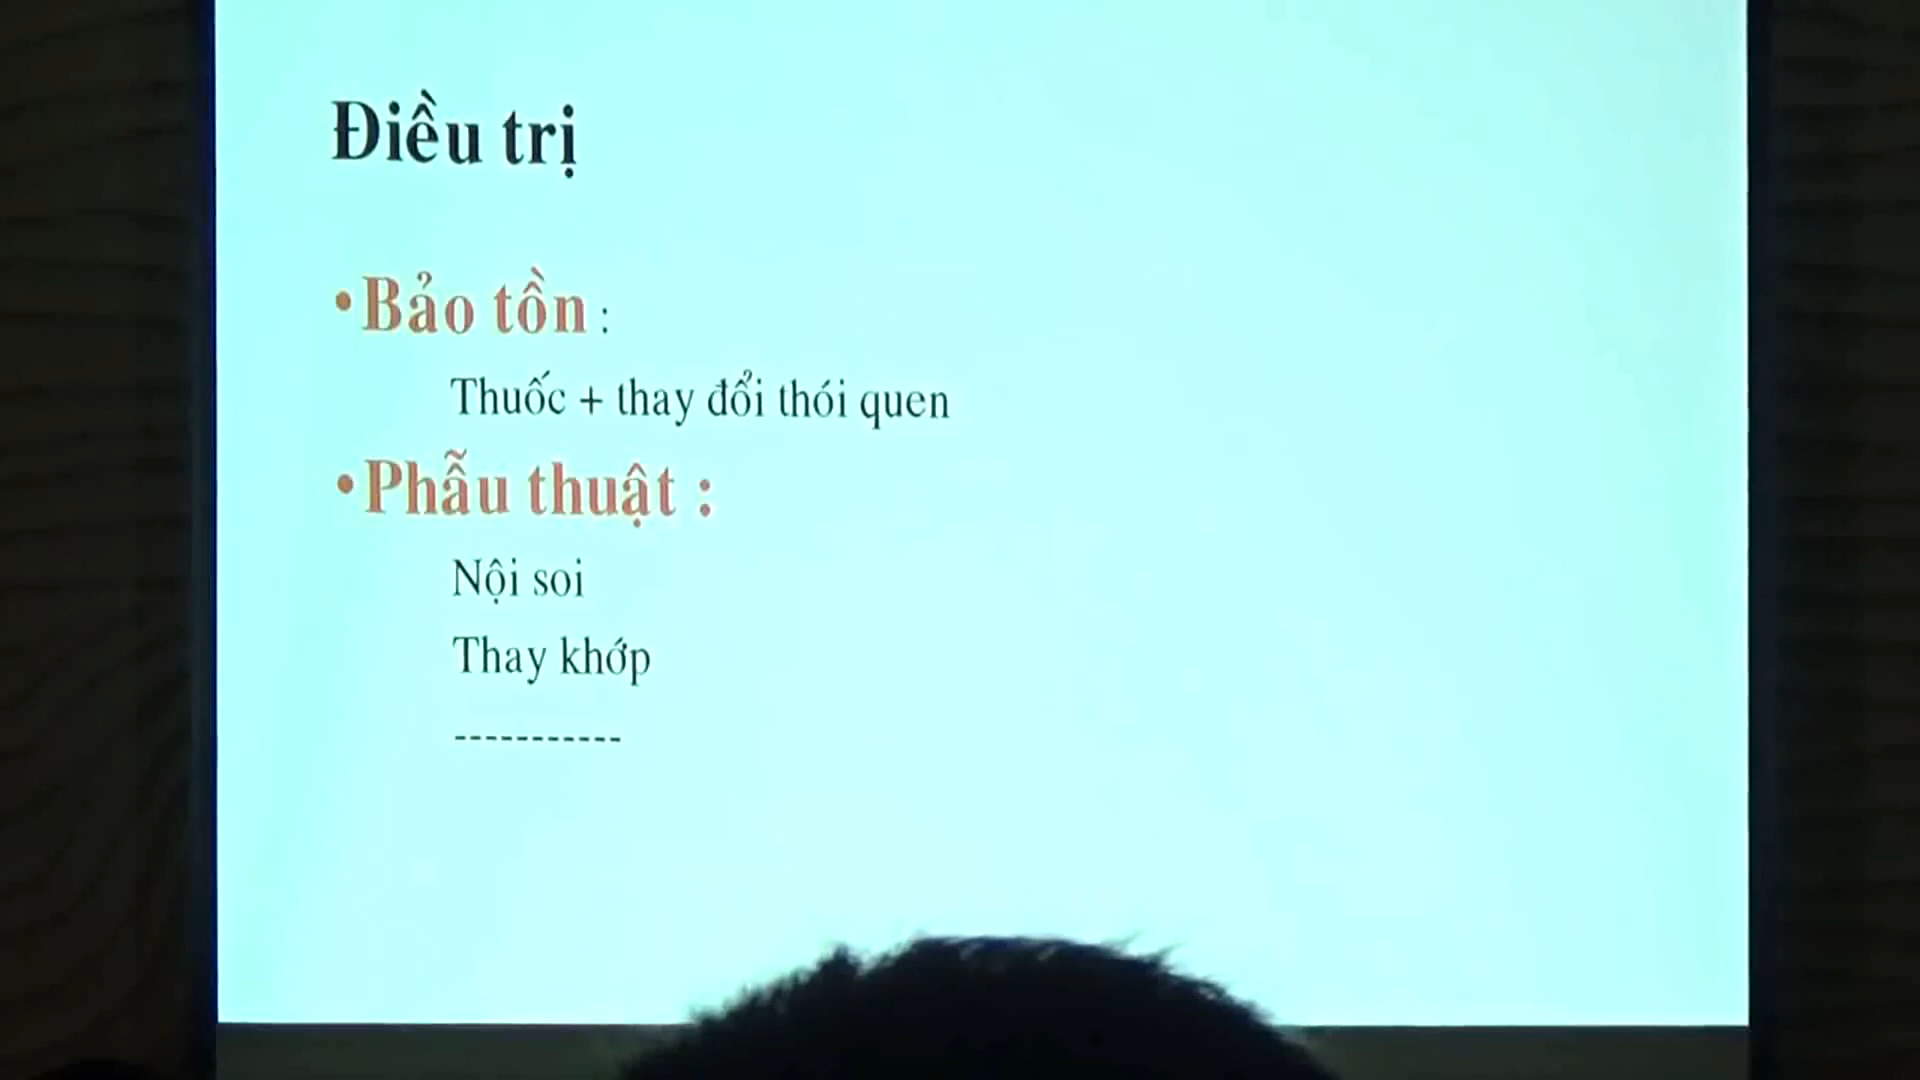 Điều trị
•Bảo tồn :
Thuốc + thay đổi thói quen
•Phẫu thuật :
Nội soi
Thay khớp
-----------